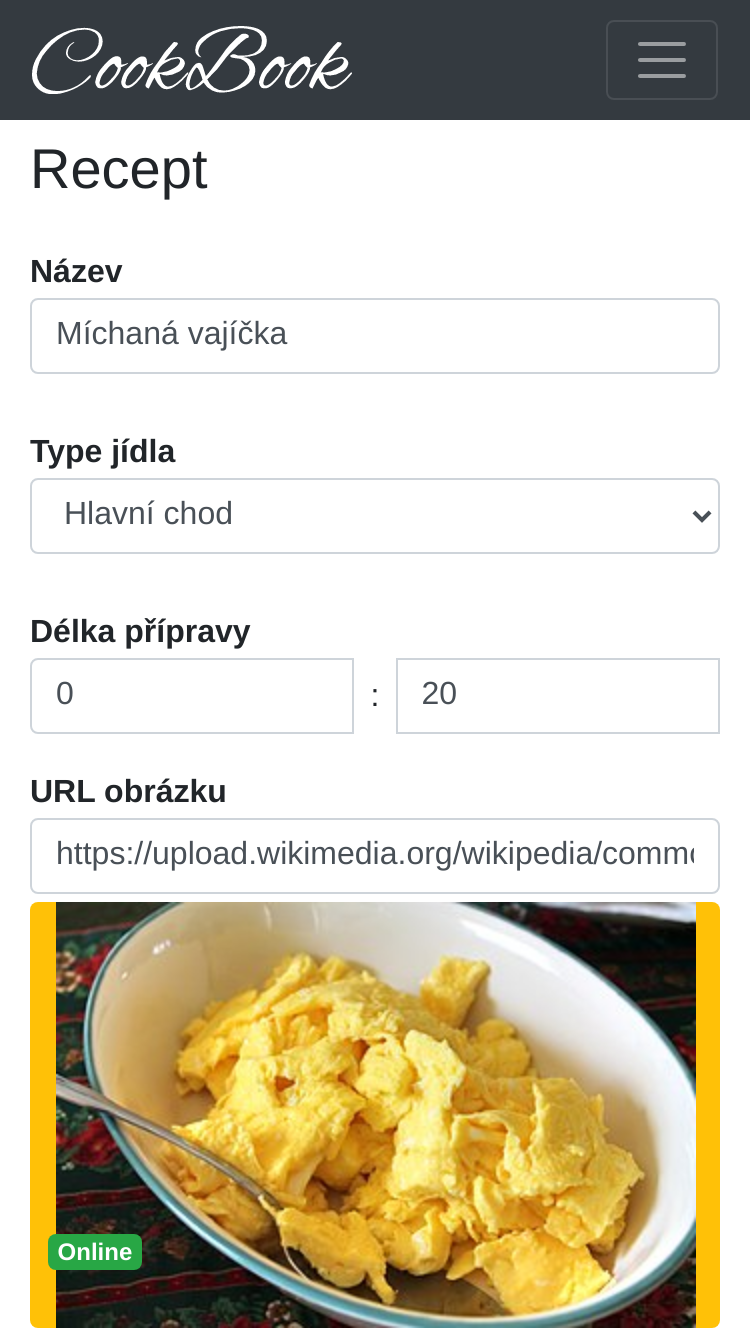 CookBook
Recept
Název
Míchaná vajíčka
Type jídla
Hlavní chod
Délka přípravy
0 : 20
URL obrázku
https://upload.wikimedia.org/wikipedia/comm
Online